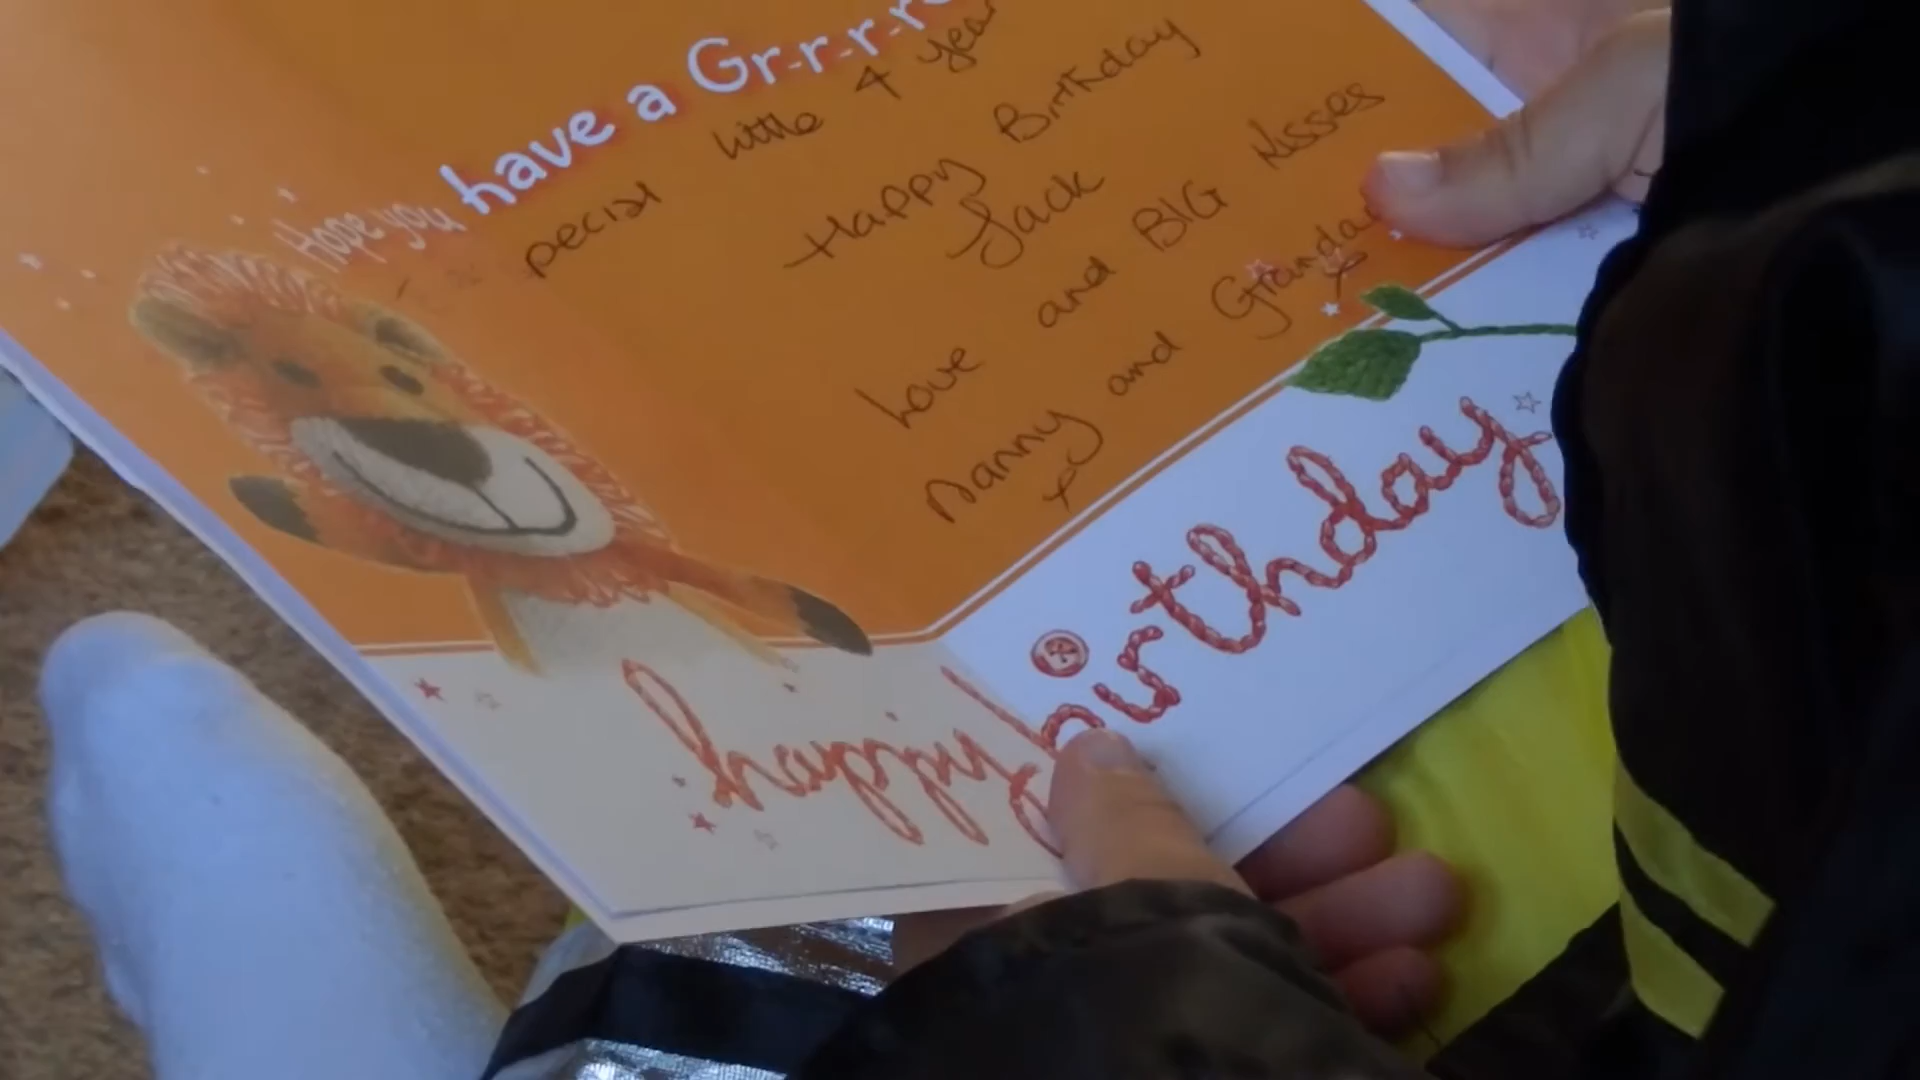 Hope you have a Gr-r-r-r
little 4 year
Happy Birthday
Jack
Love and BIG Kisses
Nanny and Grandad
x x
happy birthday